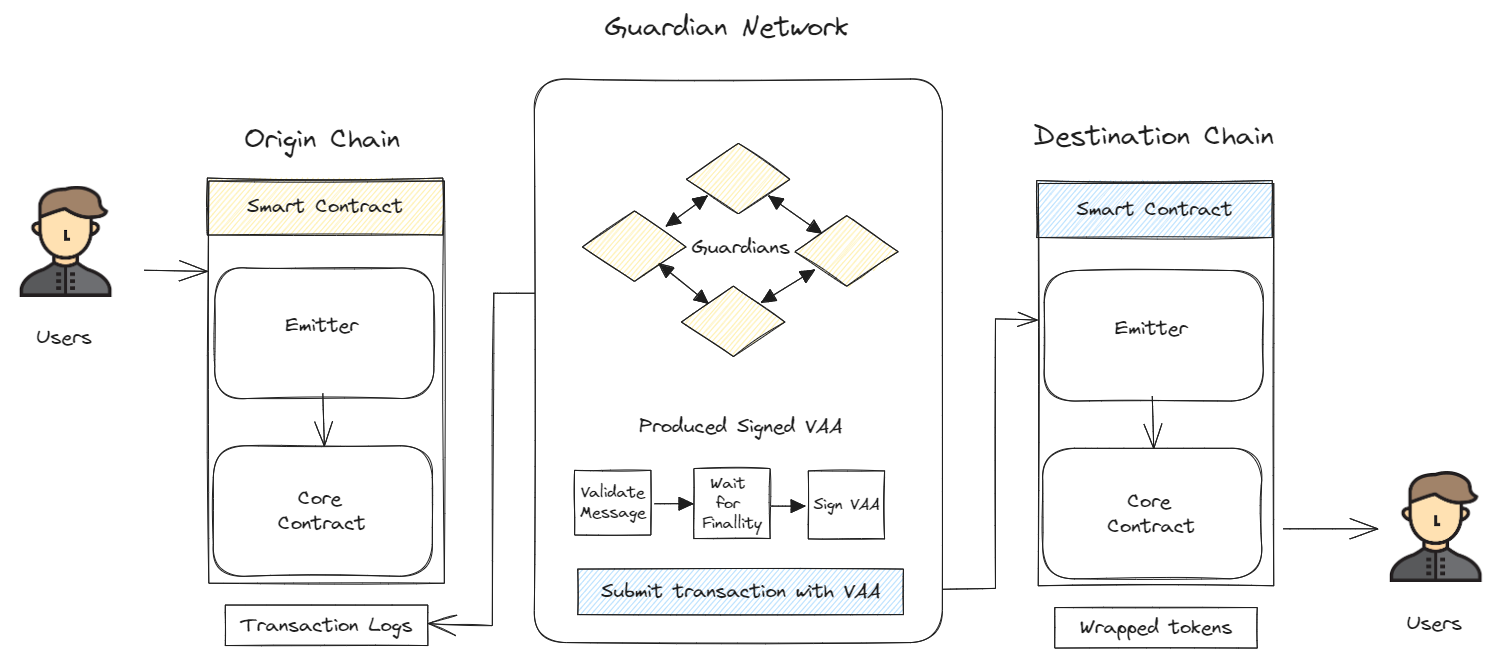 Guardian Network
Origin Chain
Destination Chain
Smart Contract
Smart Contract
Guardians
Users
Emitter
Emitter
Produced Signed VAA
Validate
Message
Wait
for
Finallity
Sign VAA
Core
Contract
Core
Contract
Submit transaction with VAA
Transaction Logs
Wrapped tokens
Users